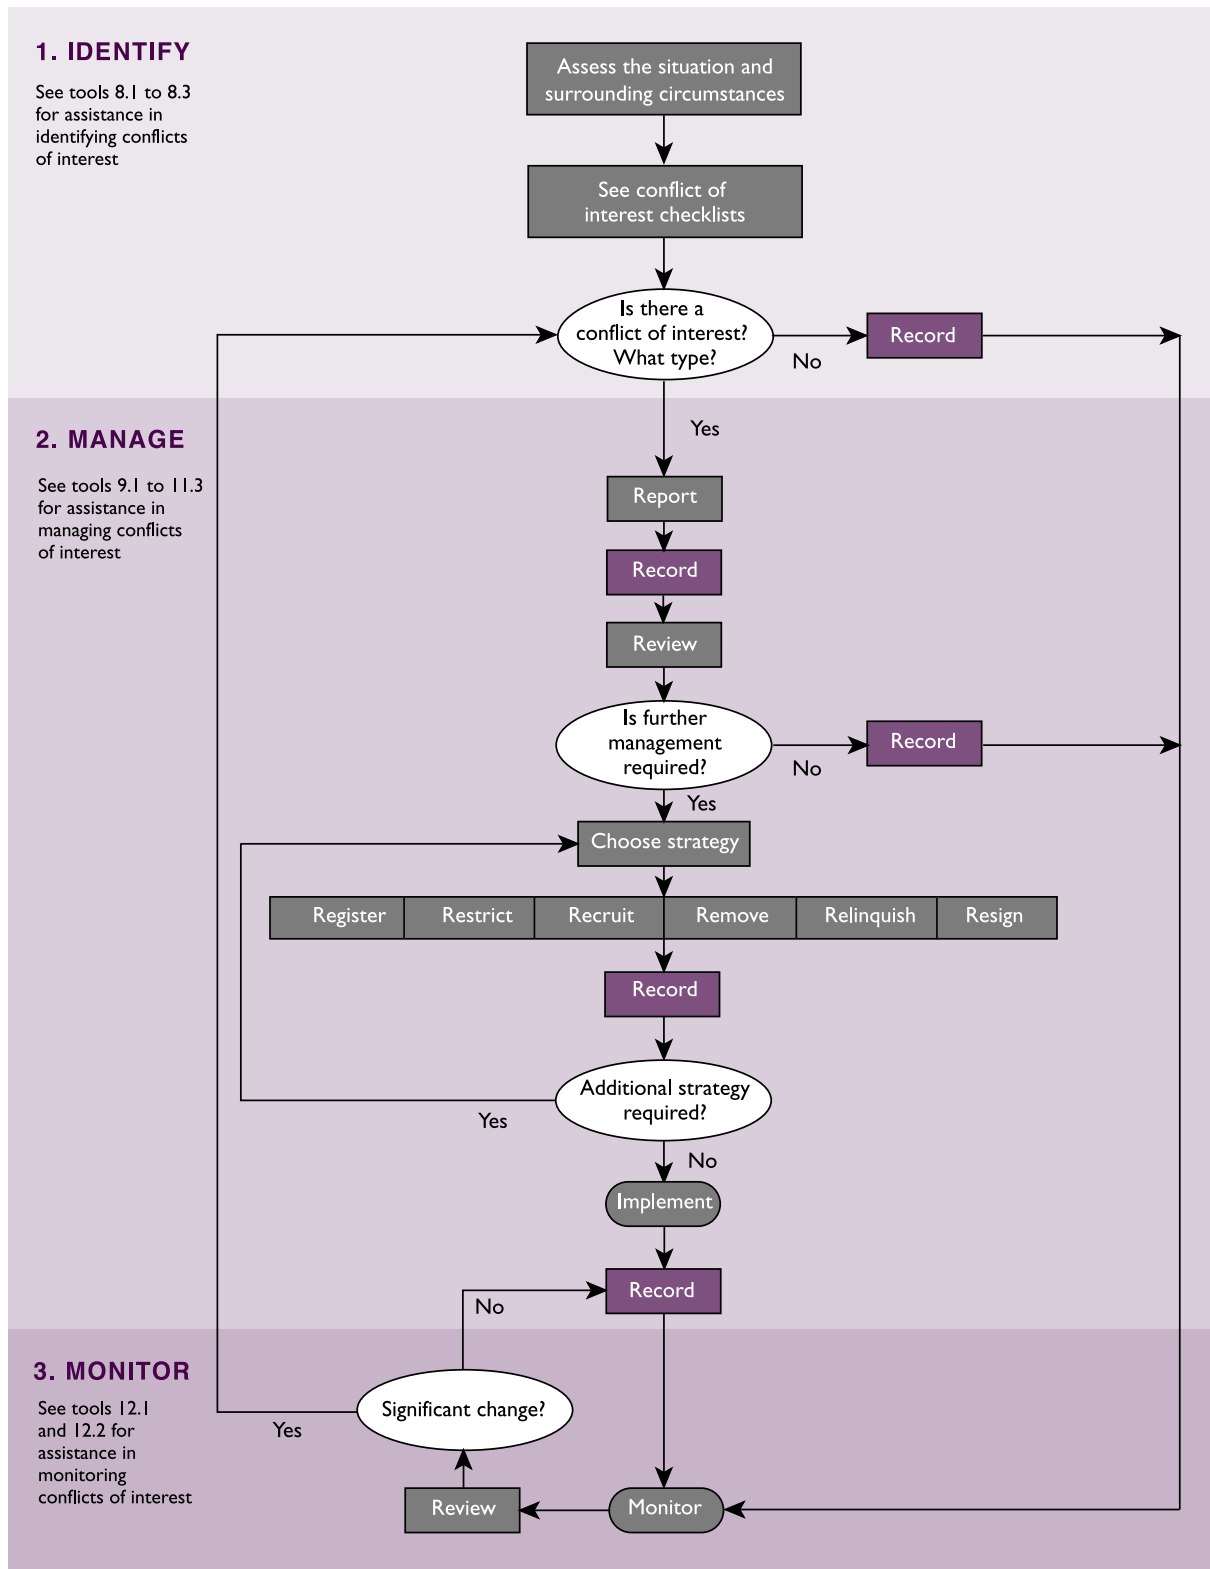 1. IDENTIFY
See tools 8.1 to 8.3
for assistance in
identifying conflicts
of interest
Assess the situation and
surrounding circumstances
See conflict of
interest checklists
Is there a
conflict of interest?
What type?
No
Record
Yes
2. MANAGE
See tools 9.1 to 11.3
for assistance in
managing conflicts
of interest
Report
Record
Review
Is further
management
required?
No
Record
Yes
Choose strategy
Register
Restrict
Recruit
Remove
Relinquish
Resign
Record
Additional strategy
required?
Yes
No
Implement
Record
No
3. MONITOR
See tools 12.1
and 12.2 for
assistance in
monitoring
conflicts of interest
Significant change?
Yes
Review
Monitor